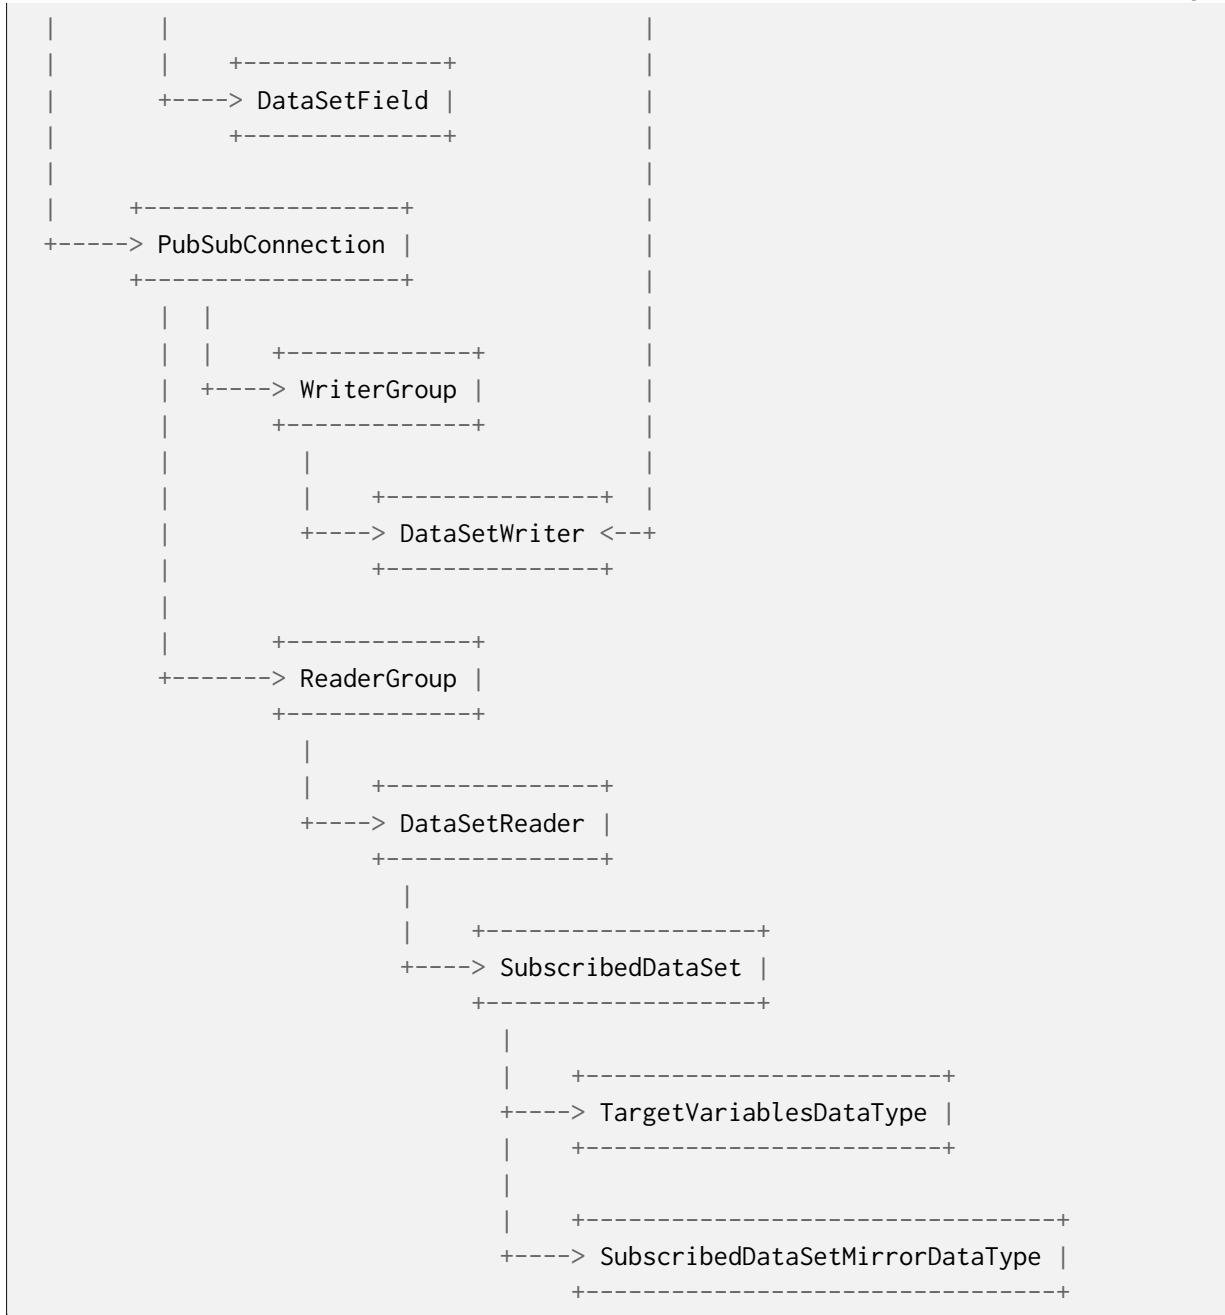 |       |                                 |
|       |    +--------------+             |
|       +----> DataSetField |             |
|            +--------------+             |
|                                         |
|     +------------------+                |
+-----> PubSubConnection |                |
      +------------------+                |
        |  |                              |
        |  |    +-------------+           |
        |  +----> WriterGroup |           |
        |       +-------------+           |
        |         |                       |
        |         |    +---------------+  |
        |         +----> DataSetWriter <--+
        |              +---------------+
        |
        |       +-------------+
        +-------> ReaderGroup |
                +-------------+
                  |
                  |    +---------------+
                  +----> DataSetReader |
                       +---------------+
                         |
                         |    +-------------------+
                         +----> SubscribedDataSet |
                              +-------------------+
                                |
                                |    +-------------------------+
                                +----> TargetVariablesDataType |
                                |    +-------------------------+
                                |
                                |    +---------------------------------+
                                +----> SubscribedDataSetMirrorDataType |
                                     +---------------------------------+